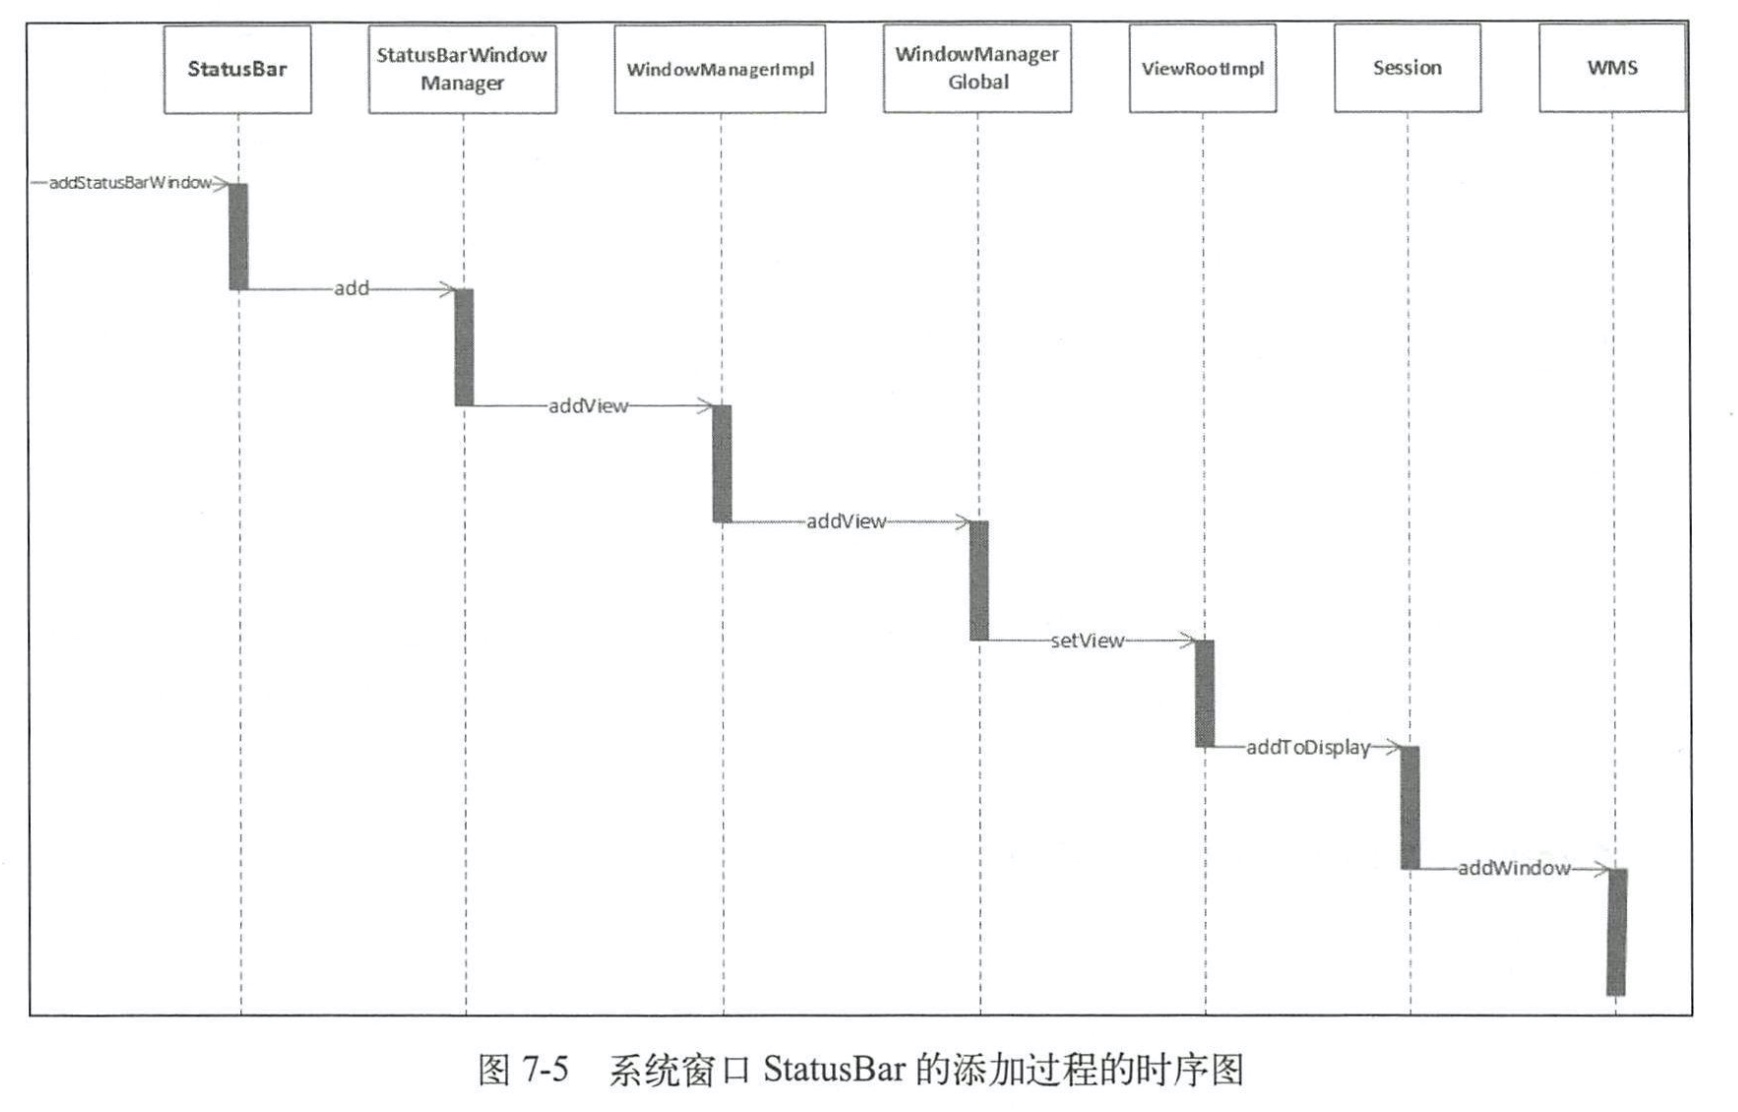 StatusBar
StatusBarWindow
Manager
WindowManagerImpl
WindowManager
Global
ViewRootImpl
Session
WMS
addStatusBarWindow
add
addView
addView
setView
addToDisplay
addWindow
图 7-5 系统窗口 StatusBar 的添加过程的时序图